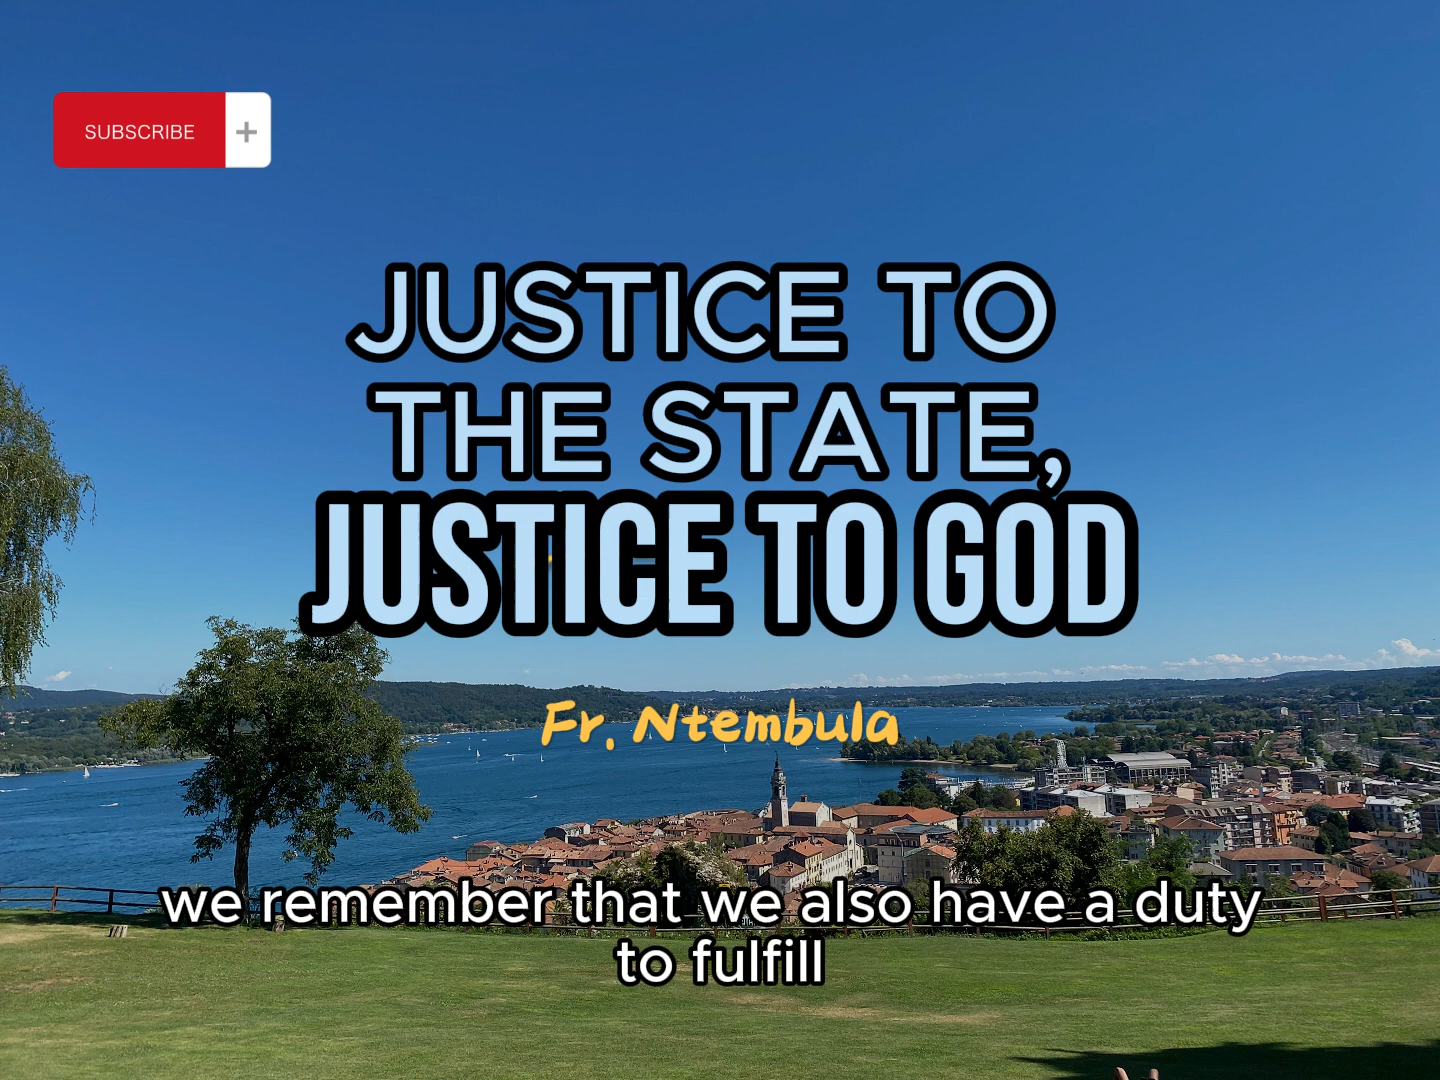 SUBSCRIBE
JUSTICE TO
THE STATE,
JUSTICE TO GOD
Fr. Ntembula
we remember that we also have a duty
to fulfill